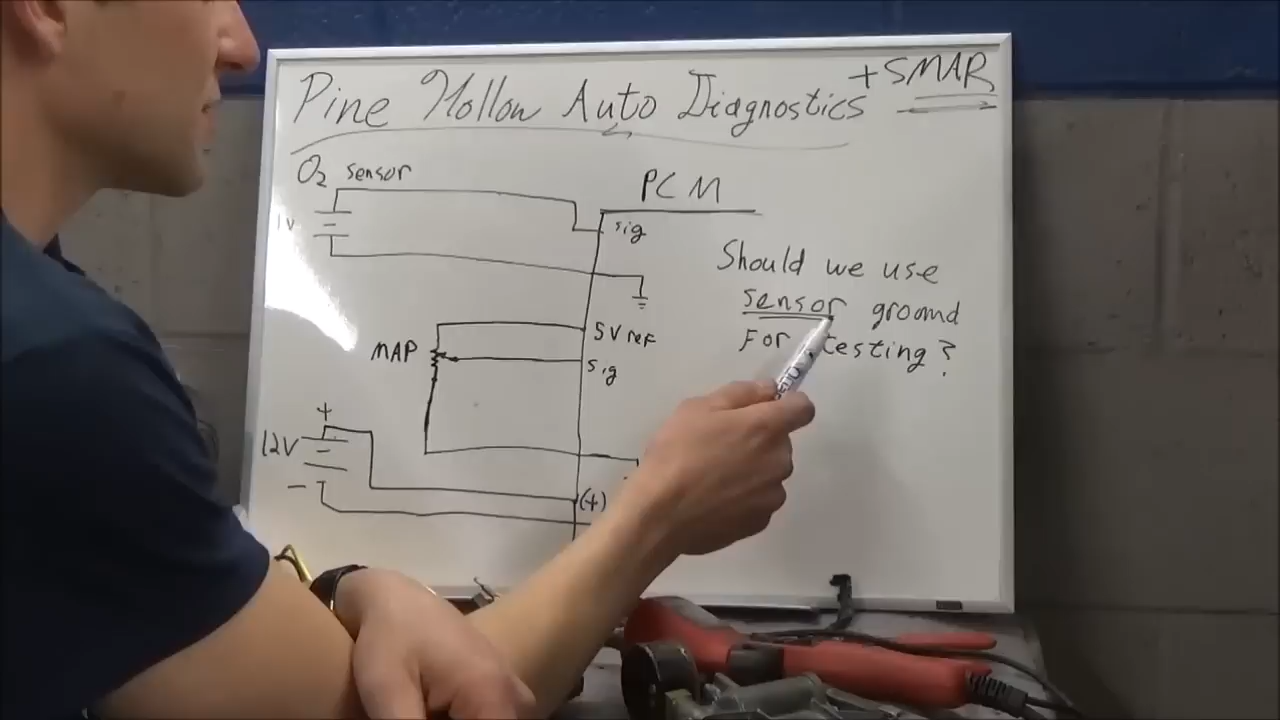 Pine Hollow Auto Diagnostics + SMAR
O2 sensor
PCM
1V
sig
Should we use
sensor ground
For testing?
5V ref
MAP
sig
+
12V
-
(+)